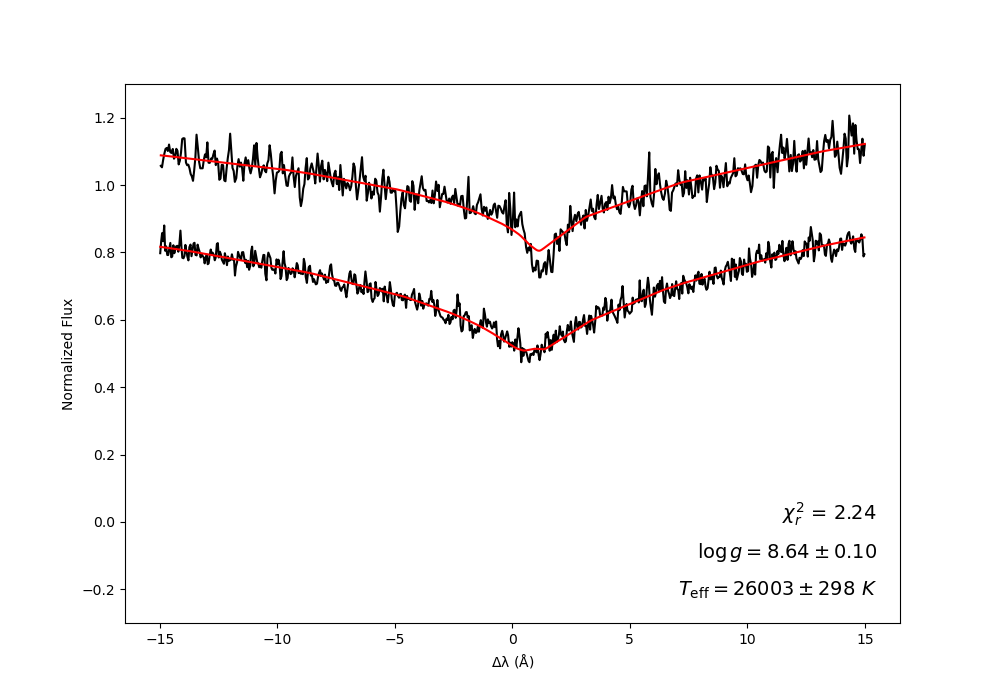 Normalized Flux
1.2
1.0
0.8
0.6
0.4
0.2
0.0
−0.2
χ²ᵣ = 2.24
log g = 8.64 ± 0.10
T_eff = 26003 ± 298 K
−15 −10 −5 0 5 10 15
Δλ (Å)